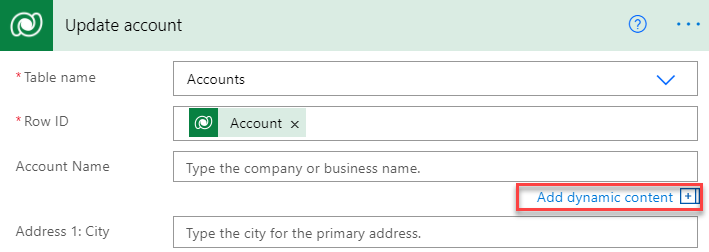 Update account
? ...
* Table name
Accounts
* Row ID
Account ×
Account Name
Type the company or business name.
Add dynamic content
Address 1: City
Type the city for the primary address.